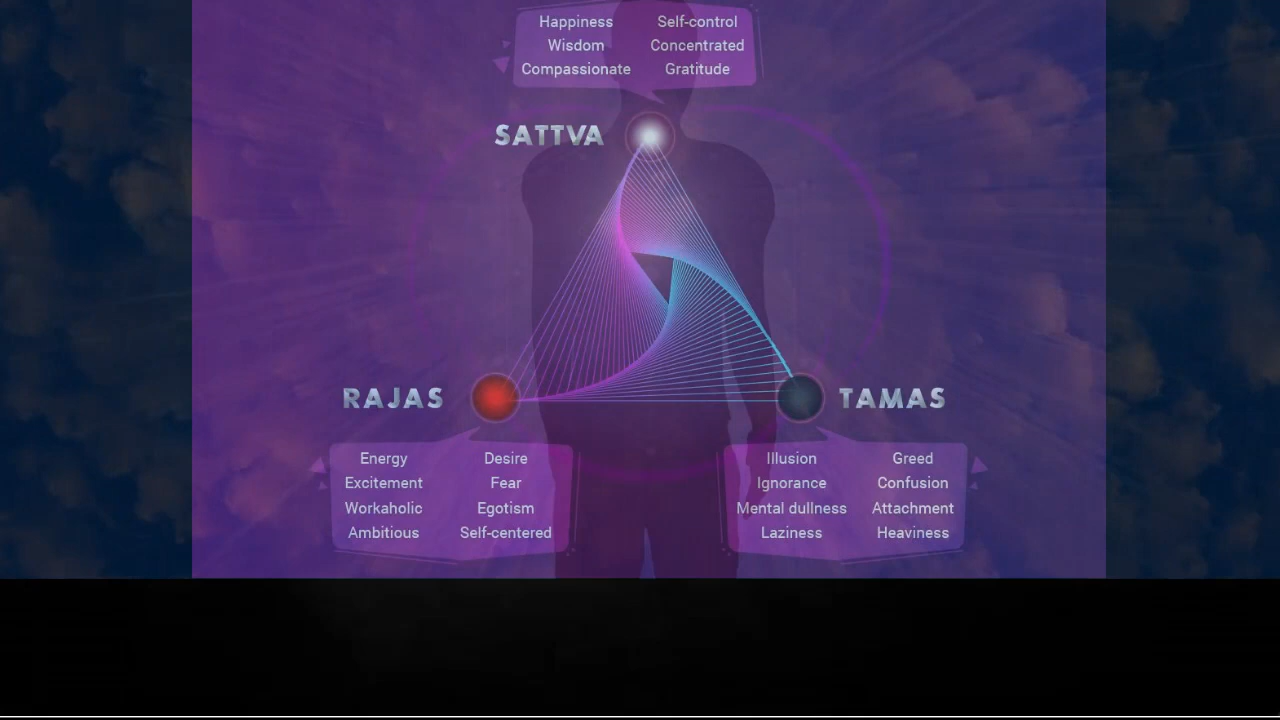 Happiness Self-control
Wisdom Concentrated
Compassionate Gratitude
SATTVA
RAJAS TAMAS
Energy Desire
Excitement Fear
Workaholic Egotism
Ambitious Self-centered
Illusion Greed
Ignorance Confusion
Mental dullness Attachment
Laziness Heaviness